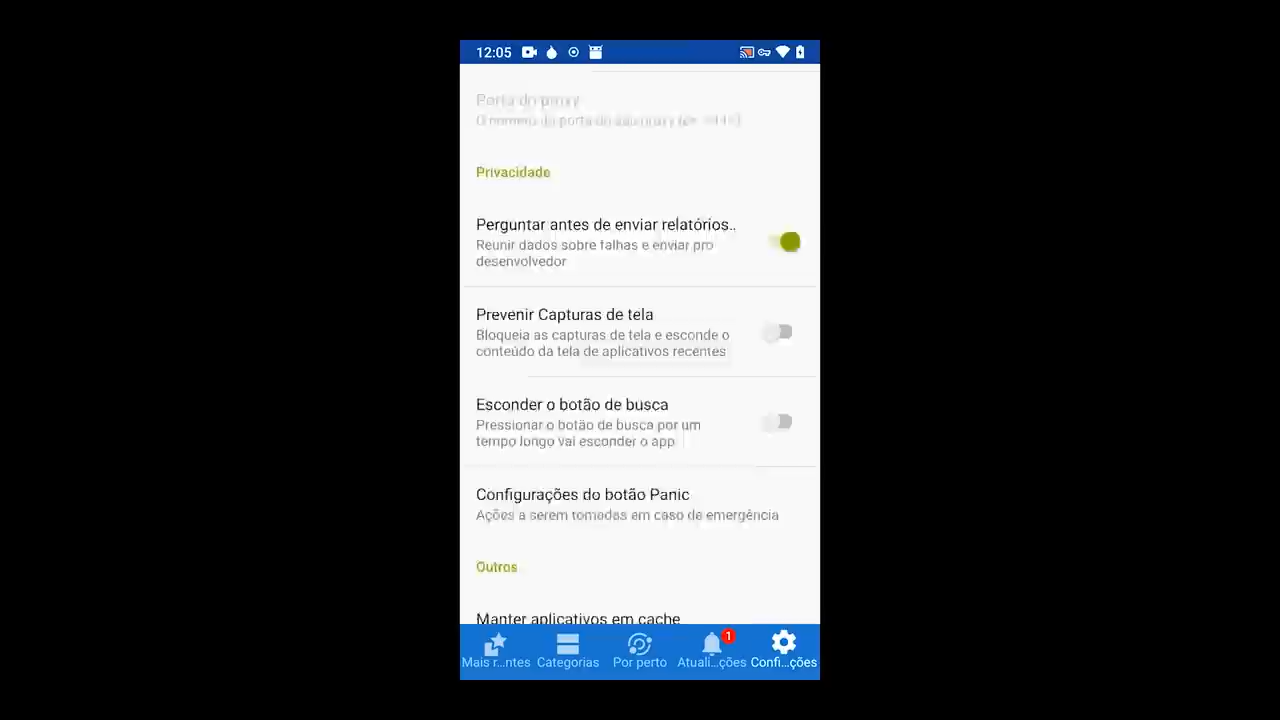 12:05
Porta do proxy
Privacidade
Perguntar antes de enviar relatórios..
Reunir dados sobre falhas e enviar pro
desenvolvedor
Prevenir Capturas de tela
Bloqueia as capturas de tela e esconde o
conteúdo da tela de aplicativos recentes
Esconder o botão de busca
Pressionar o botão de busca por um
tempo longo vai esconder o app
Configurações do botão Panic
Ações a serem tomadas em caso de emergência
Outros
Manter aplicativos em cache
1
Mais r...ntes Categorias Por perto Atuali...ções Confi...ções